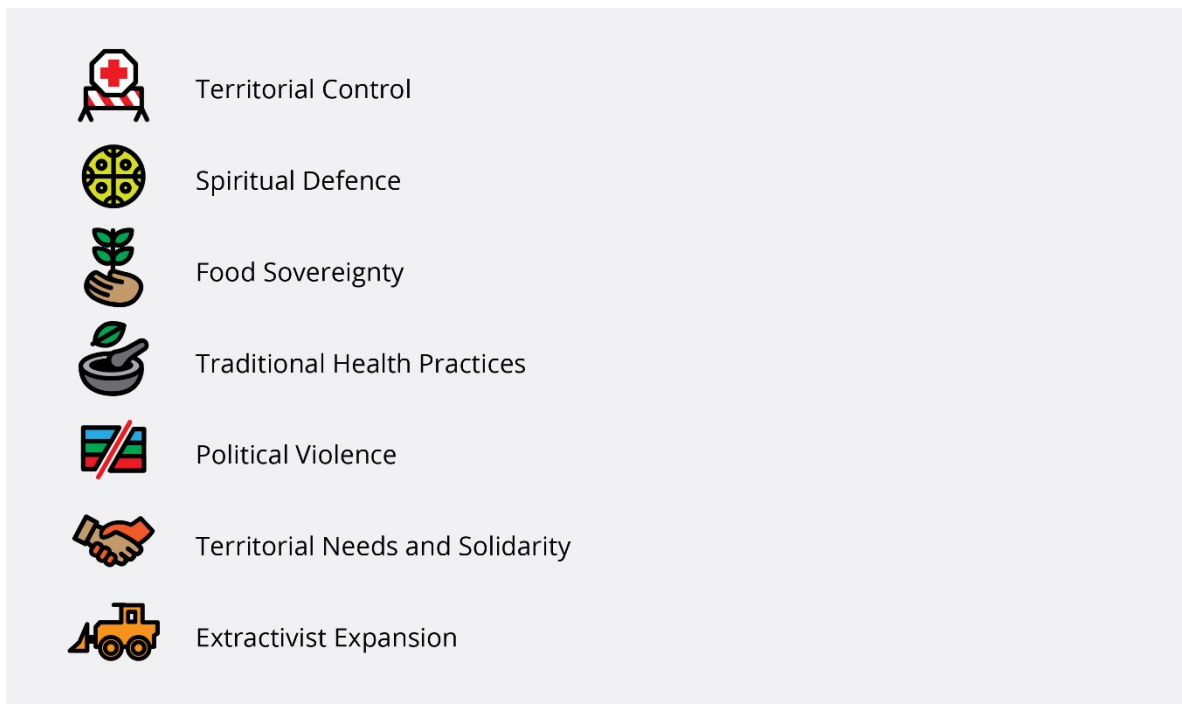 Territorial Control
Spiritual Defence
Food Sovereignty
Traditional Health Practices
Political Violence
Territorial Needs and Solidarity
Extractivist Expansion